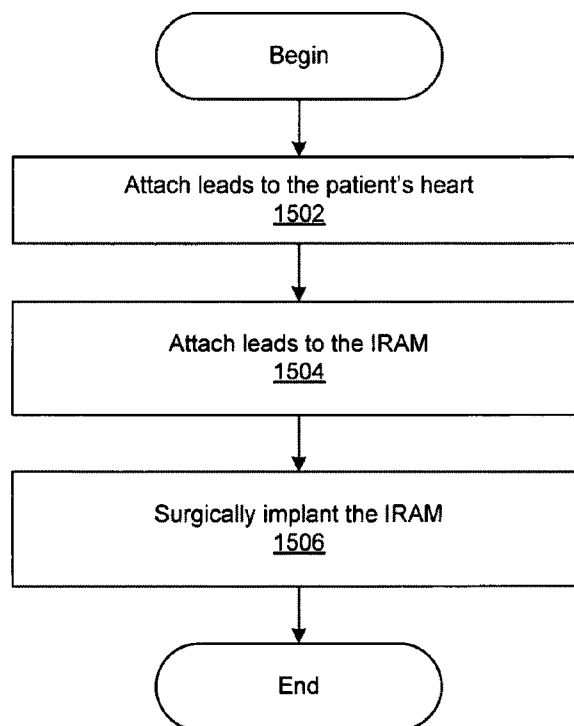 Begin
Attach leads to the patient's heart
1502
Attach leads to the IRAM
1504
Surgically implant the IRAM
1506
End